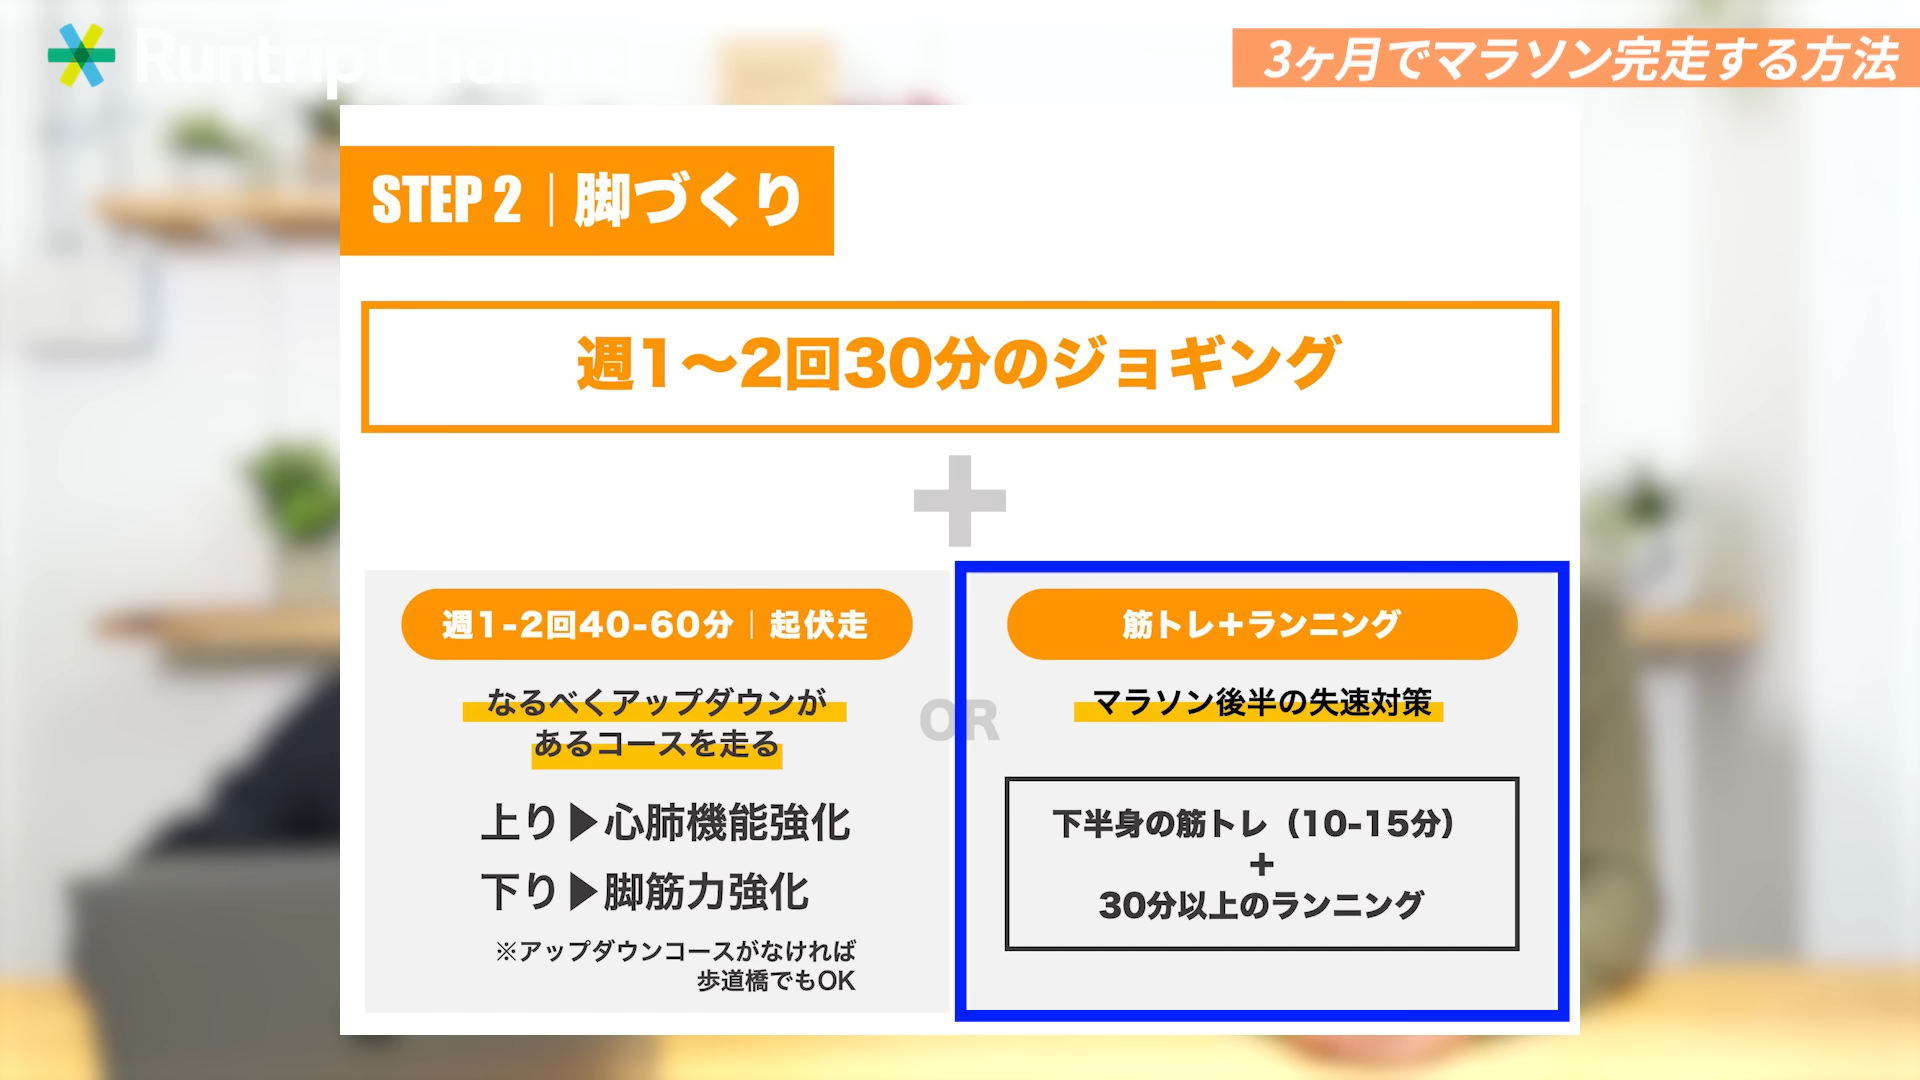 Runtrip
3ヶ月でマラソン完走する方法
STEP 2｜脚づくり
週1〜2回30分のジョギング
+
週1-2回40-60分｜起伏走
なるべくアップダウンが
あるコースを走る
上り▶心肺機能強化
下り▶脚筋力強化
※アップダウンコースがなければ
歩道橋でもOK
OR
筋トレ+ランニング
マラソン後半の失速対策
下半身の筋トレ（10-15分）
+
30分以上のランニング